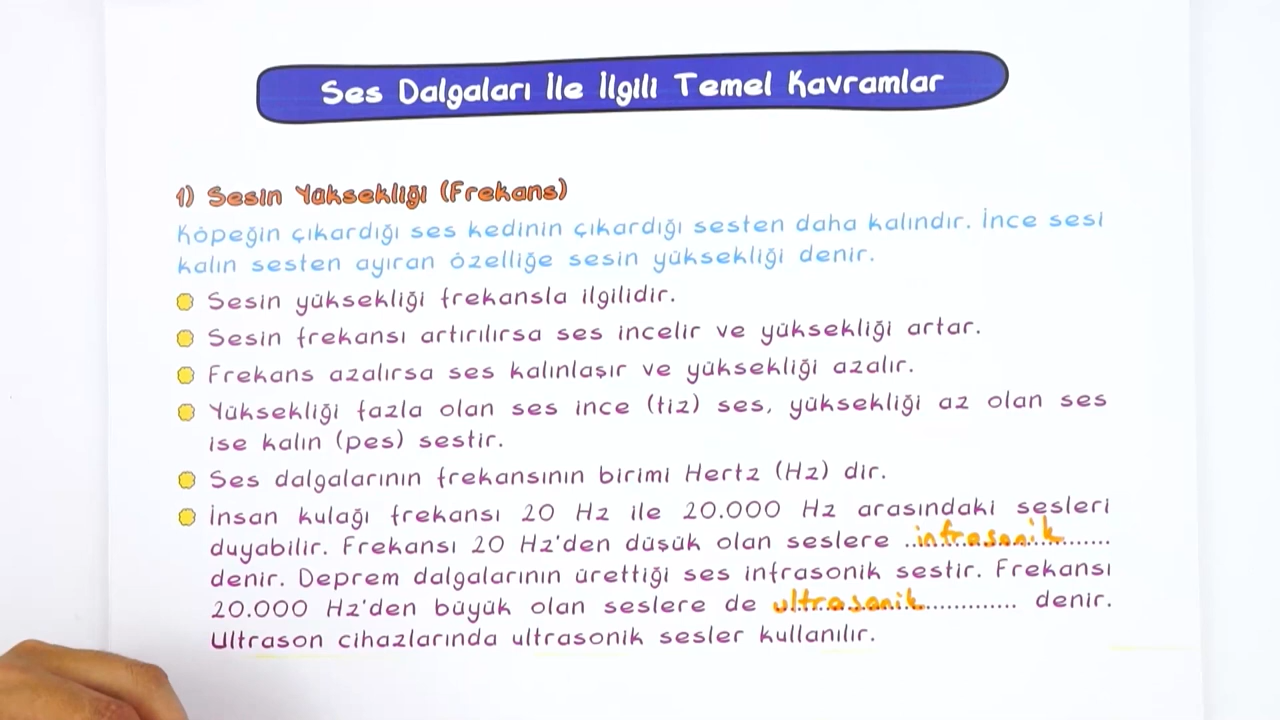 Ses Dalgaları İle İlgili Temel Kavramlar
1) Sesin Yüksekliği (Frekans)
Köpeğin çıkardığı ses kedinin çıkardığı sesten daha kalındır. İnce sesi
kalın sesten ayıran özelliğe sesin yüksekliği denir.
Sesin yüksekliği frekansla ilgilidir.
Sesin frekansı artırılırsa ses incelir ve yüksekliği artar.
Frekans azalırsa ses kalınlaşır ve yüksekliği azalır.
Yüksekliği fazla olan ses ince (tiz) ses, yüksekliği az olan ses
ise kalın (pes) sestir.
Ses dalgalarının frekansının birimi Hertz (Hz) dir.
İnsan kulağı frekansı 20 Hz ile 20.000 Hz arasındaki sesleri
duyabilir. Frekansı 20 Hz'den düşük olan seslere infrasonik
denir. Deprem dalgalarının ürettiği ses infrasonik sestir. Frekansı
20.000 Hz'den büyük olan seslere de ultrasonik denir.
Ultrason cihazlarında ultrasonik sesler kullanılır.